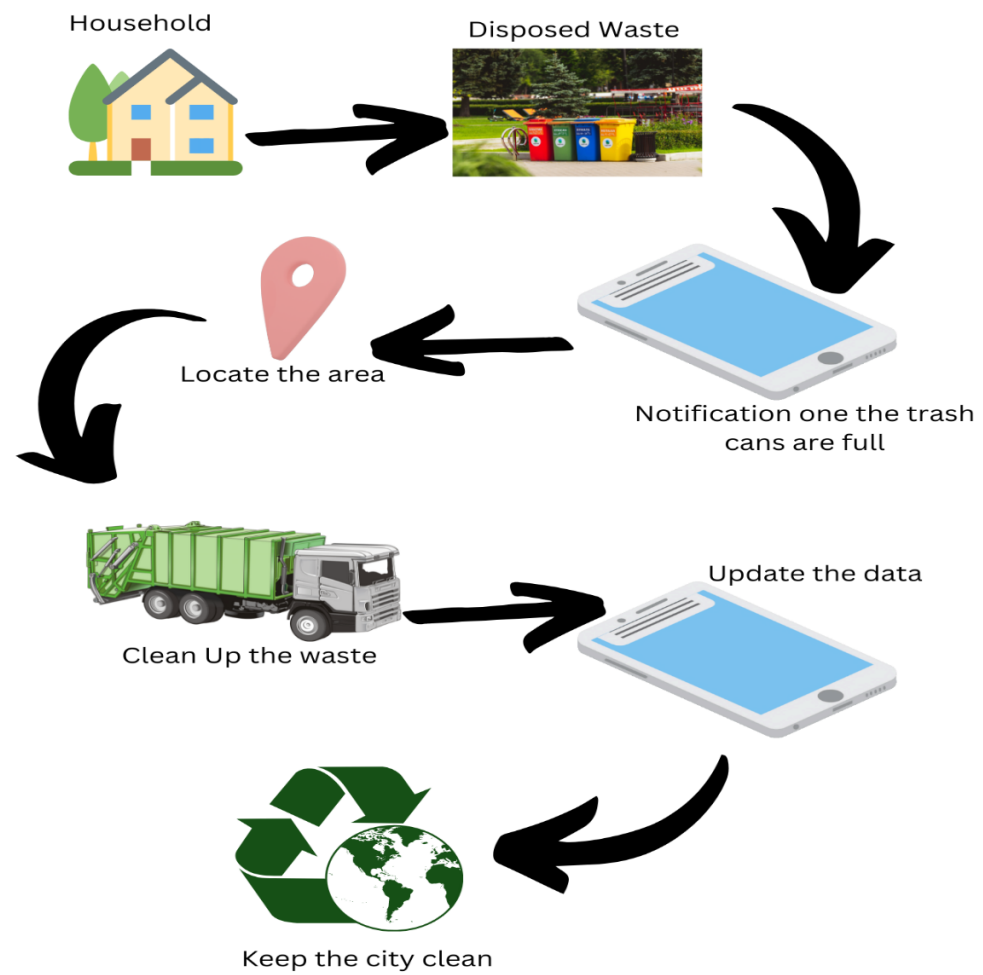 Household
Disposed Waste
Locate the area
Notification one the trash
cans are full
Clean Up the waste
Update the data
Keep the city clean